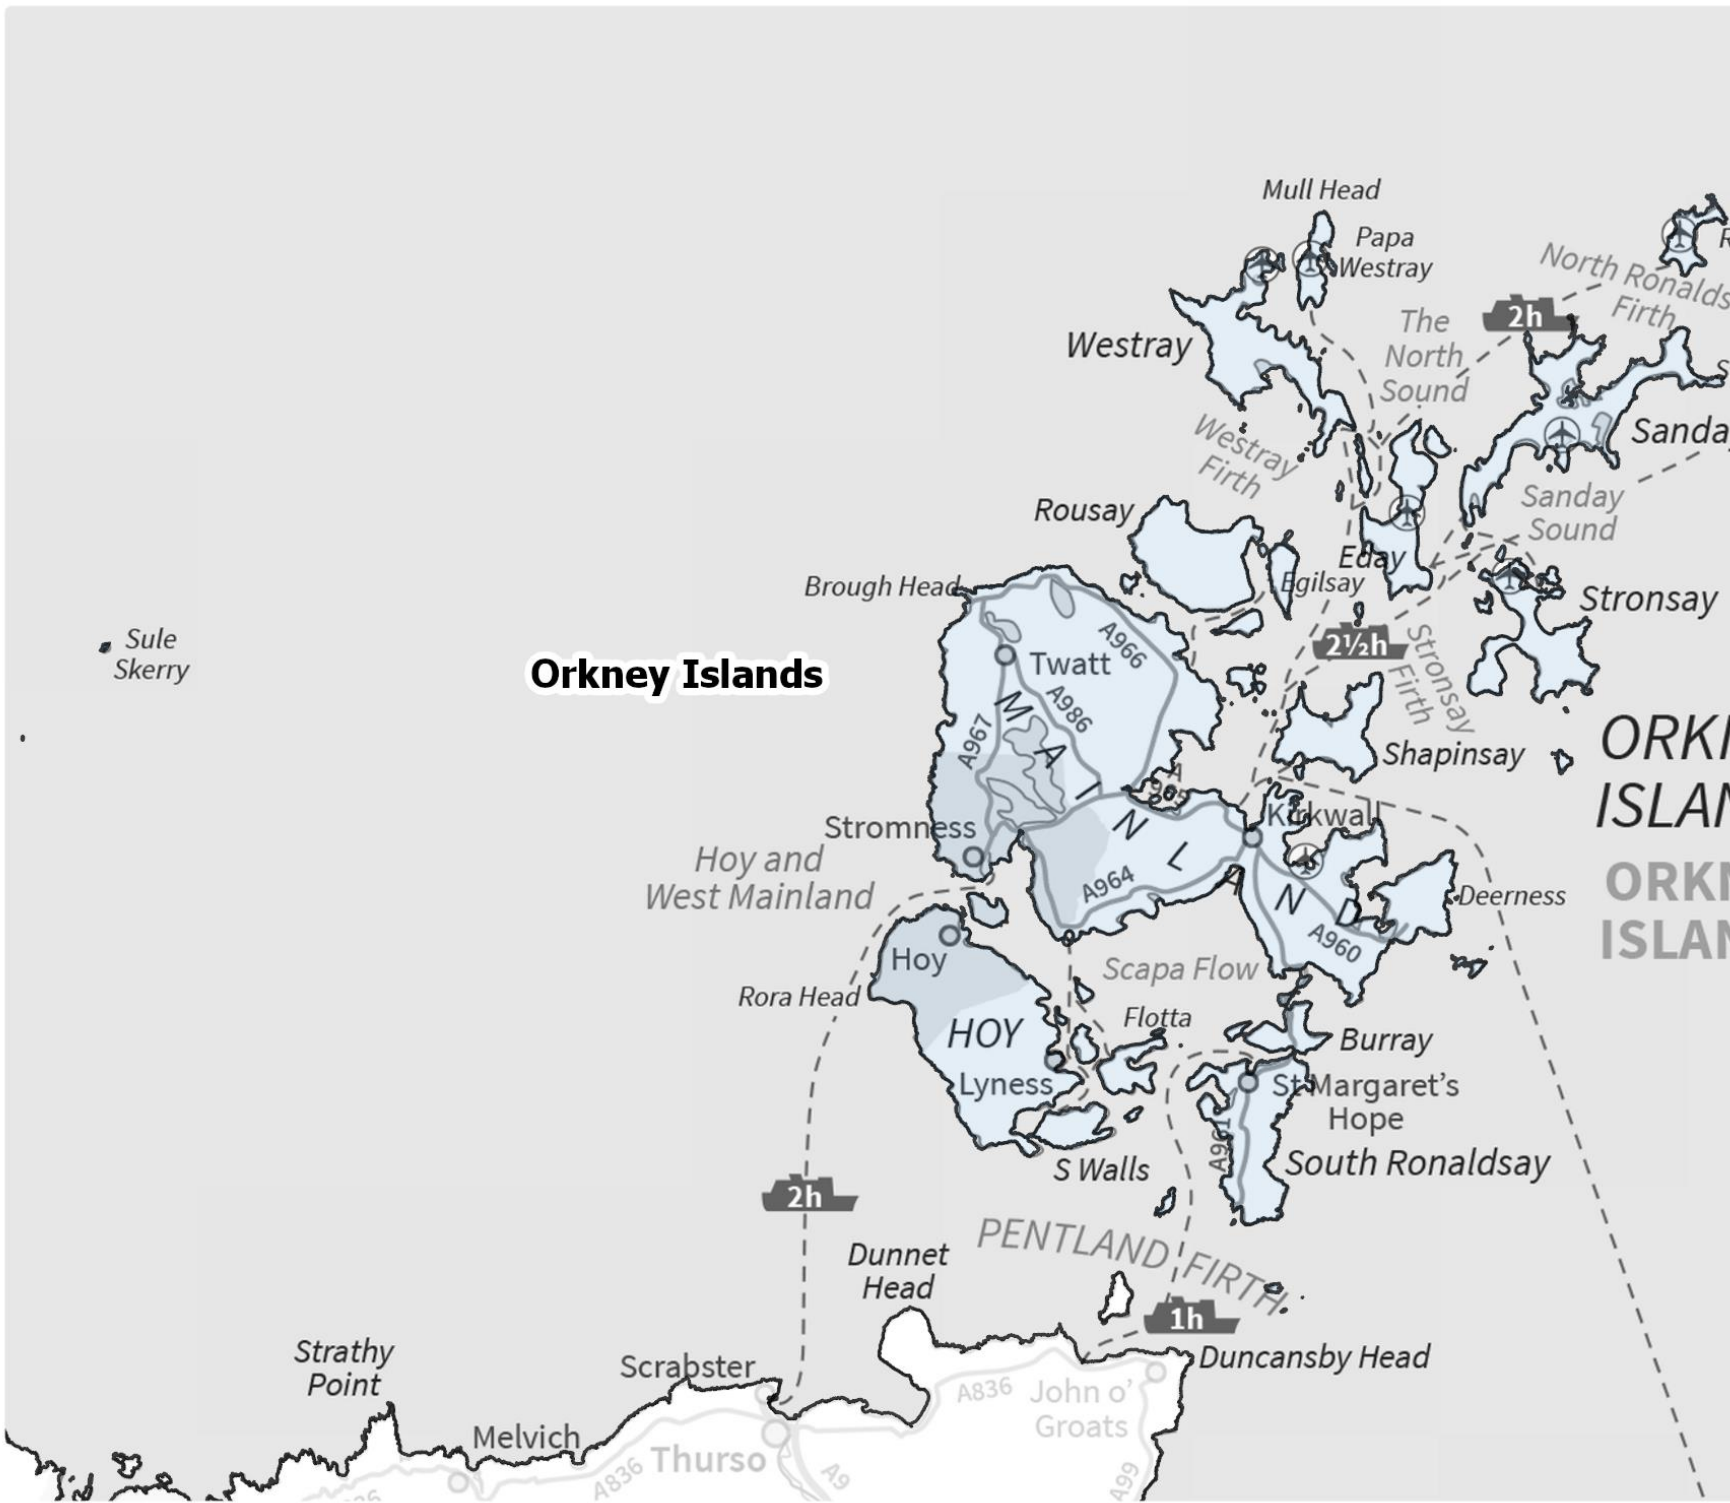 Mull Head
Papa
Westray
North Ronalds
Firth
2h
The
North
Sound
Westray
Sanda
Westray
Firth
Sanday
Sound
Rousay
Eday
Egilsay
Brough Head
Stronsay
Sule
Skerry
A966
2½h
Stronsay
Firth
Twatt
Orkney Islands
A986
A967
MAINLAND
Shapinsay
ORKN
ISLAN
A
965
Kirkwall
Stromness
Hoy and
West Mainland
ORKN
ISLAN
A964
Deerness
A960
Hoy
Scapa Flow
Rora Head
Flotta
HOY
Burray
Lyness
St Margaret's
Hope
A961
S Walls
South Ronaldsay
2h
PENTLAND FIRTH
Dunnet
Head
1h
Strathy
Point
Scrabster
Duncansby Head
A836
John o'
Groats
Melvich
Thurso
A836
A9
A99